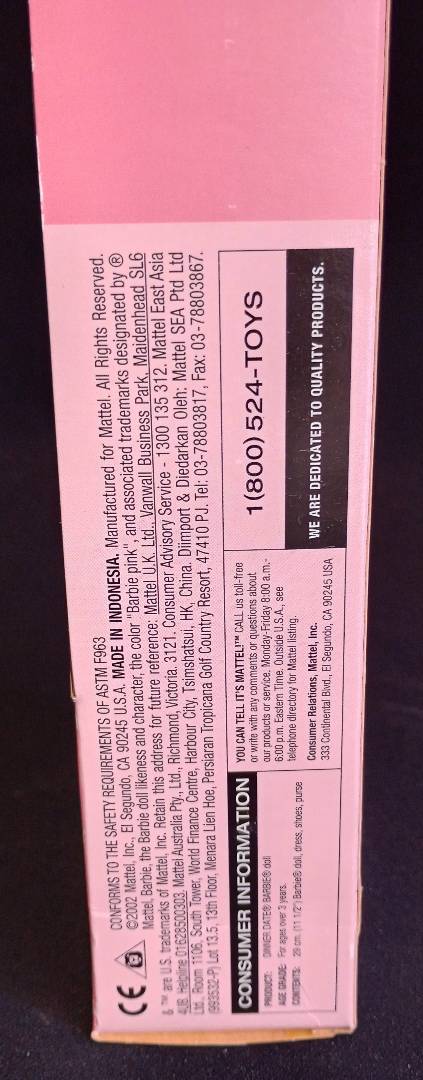 CE
CONFORMS TO THE SAFETY REQUIREMENTS OF ASTM F963
©2002 Mattel, Inc., El Segundo, CA 90245 U.S.A. MADE IN INDONESIA. Manufactured for Mattel. All Rights Reserved.
Mattel, Barbie, the Barbie doll likeness and character, the color "Barbie pink", and associated trademarks designated by ®
& ™ are U.S. trademarks of Mattel, Inc. Retain this address for future reference: Mattel U.K. Ltd., Vanwall Business Park, Maidenhead SL6
4UB. Helpline 01628500303. Mattel Australia Pty., Ltd., Richmond, Victoria. 3121. Consumer Advisory Service - 1300 135 312. Mattel East Asia
Ltd., Room 1106, South Tower, World Finance Centre, Harbour City, Tsimshatsui, HK, China. Diimport & Diedarkan Oleh: Mattel SEA Ptd Ltd
(993532-P) Lot 13.5, 13th Floor, Menara Lien Hoe, Persiaran Tropicana Golf Country Resort, 47410 PJ. Tel: 03-78803817, Fax: 03-78803867.
CONSUMER INFORMATION
PRODUCT: DINNER DATE® BARBIE® doll
AGE GRADE: For ages over 3 years.
CONTENTS: 29 cm. (11 1/2") Barbie® doll, dress, shoes, purse
YOU CAN TELL IT'S MATTEL!™ CALL us toll-free
or write with any comments or questions about
our products or service. Monday-Friday 8:00 a.m.-
6:00 p.m. Eastern Time. Outside U.S.A., see
telephone directory for Mattel listing.
Consumer Relations, Mattel, Inc.
333 Continental Blvd., El Segundo, CA 90245 USA
1(800) 524-TOYS
WE ARE DEDICATED TO QUALITY PRODUCTS.